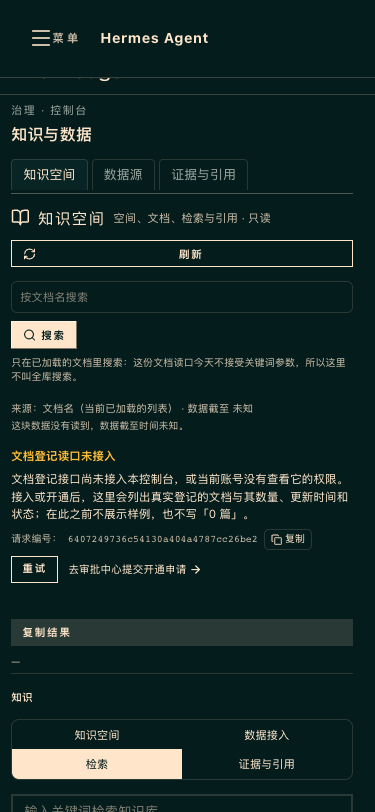 菜单 Hermes Agent
治理 · 控制台
知识与数据
知识空间 数据源 证据与引用
知识空间 空间、文档、检索与引用 · 只读
刷新
按文档名搜索
搜索
只在已加载的文档里搜索：这份文档读口今天不接受关键词参数，所以这里
不叫全库搜索。
来源：文档名（当前已加载的列表） · 数据截至 未知
这块数据没有读到，数据截至时间未知。
文档登记读口未接入
文档登记接口尚未接入本控制台，或当前账号没有查看它的权限。
接入或开通后，这里会列出真实登记的文档与其数量、更新时间和
状态；在此之前不展示样例，也不写「0 篇」。
请求编号： 6407249736c54130a404a4787cc26be2 复制
重试 去审批中心提交开通申请 →
复制结果
—
知识
知识空间 数据接入
检索 证据与引用
输入关键词检索知识库